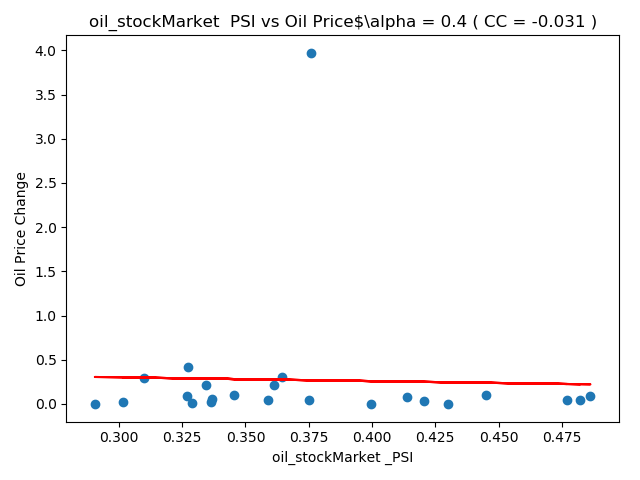 oil_stockMarket  PSI vs Oil Price$\alpha = 0.4 ( CC = -0.031 )
4.0
3.5
3.0
2.5
2.0
1.5
1.0
0.5
0.0
Oil Price Change
0.300 0.325 0.350 0.375 0.400 0.425 0.450 0.475
oil_stockMarket _PSI